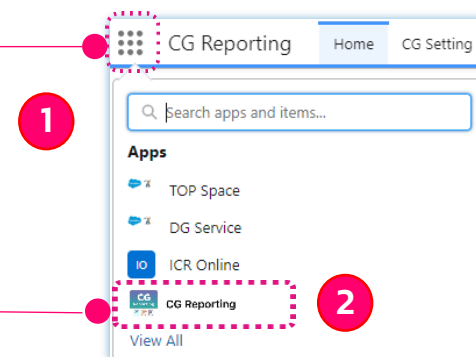 CG Reporting Home CG Setting
1
Search apps and items...
Apps
TOP Space
DG Service
IO ICR Online
CG Reporting CG Reporting 2
View All